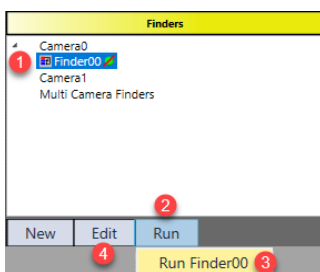 Finders
Camera0
1
Finder00
Camera1
Multi Camera Finders
2
New Edit Run
4
Run Finder00 3